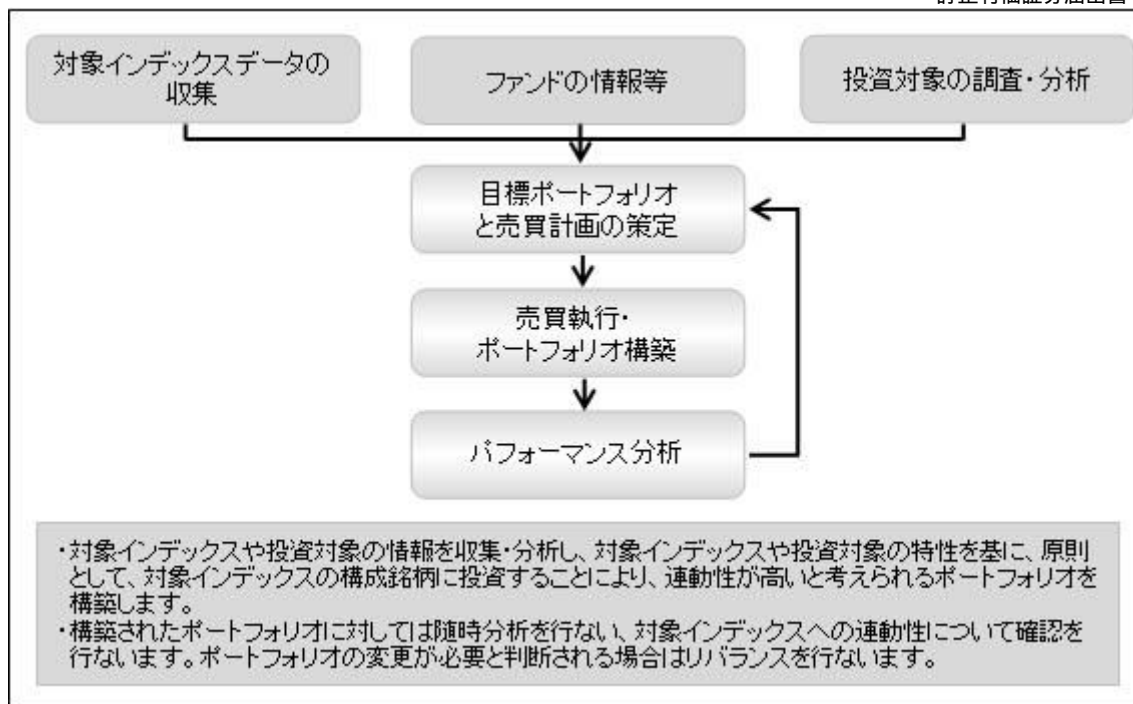 対象インデックスデータの
収集
ファンドの情報等
投資対象の調査・分析
目標ポートフォリオ
と売買計画の策定
売買執行・
ポートフォリオ構築
パフォーマンス分析
・対象インデックスや投資対象の情報を収集・分析し、対象インデックスや投資対象の特性を基に、原則
として、対象インデックスの構成銘柄に投資することにより、連動性が高いと考えられるポートフォリオを
構築します。
・構築されたポートフォリオに対しては随時分析を行ない、対象インデックスへの連動性について確認を
行ないます。ポートフォリオの変更が必要と判断される場合はリバランスを行ないます。